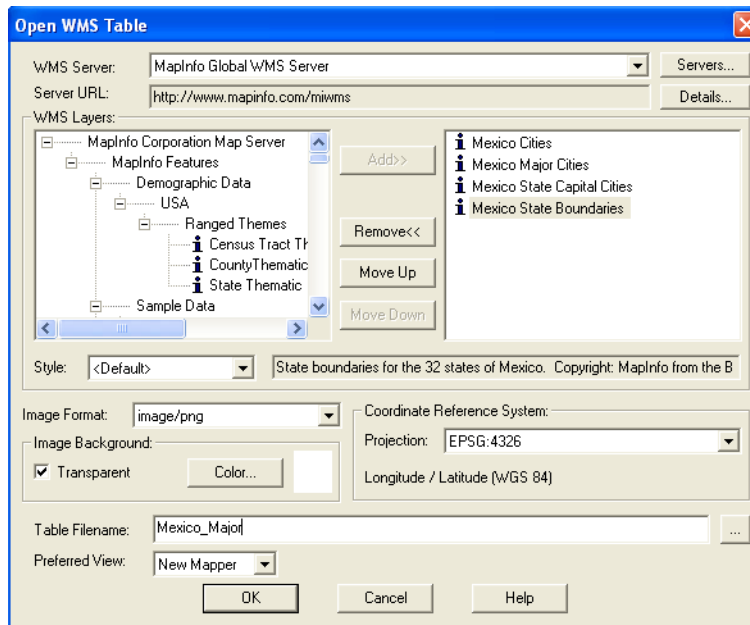 Open WMS Table
WMS Server: MapInfo Global WMS Server Servers...
Server URL: http://www.mapinfo.com/miwms Details...
WMS Layers:
MapInfo Corporation Map Server
MapInfo Features
Demographic Data
USA
Ranged Themes
Census Tract Th
CountyThematic
State Thematic
Sample Data
Add>>
Remove<<
Move Up
Move Down
Mexico Cities
Mexico Major Cities
Mexico State Capital Cities
Mexico State Boundaries
Style: <Default> State boundaries for the 32 states of Mexico. Copyright: MapInfo from the B
Image Format: image/png
Image Background:
Transparent Color...
Coordinate Reference System:
Projection: EPSG:4326
Longitude / Latitude (WGS 84)
Table Filename: Mexico_Major ...
Preferred View: New Mapper
OK Cancel Help